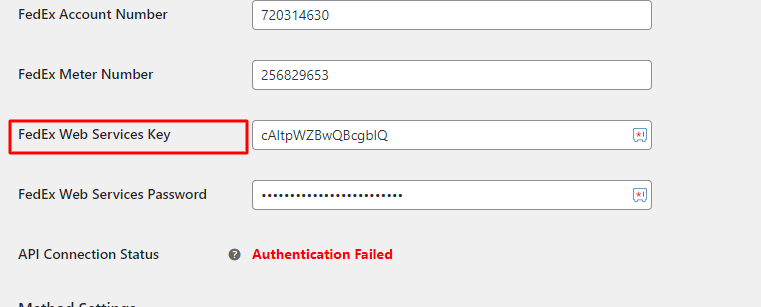 FedEx Account Number 720314630
FedEx Meter Number 256829653
FedEx Web Services Key cAltpWZBwQBcgblQ
FedEx Web Services Password ••••••••••••••••••••••••
API Connection Status ? Authentication Failed
Method Settings